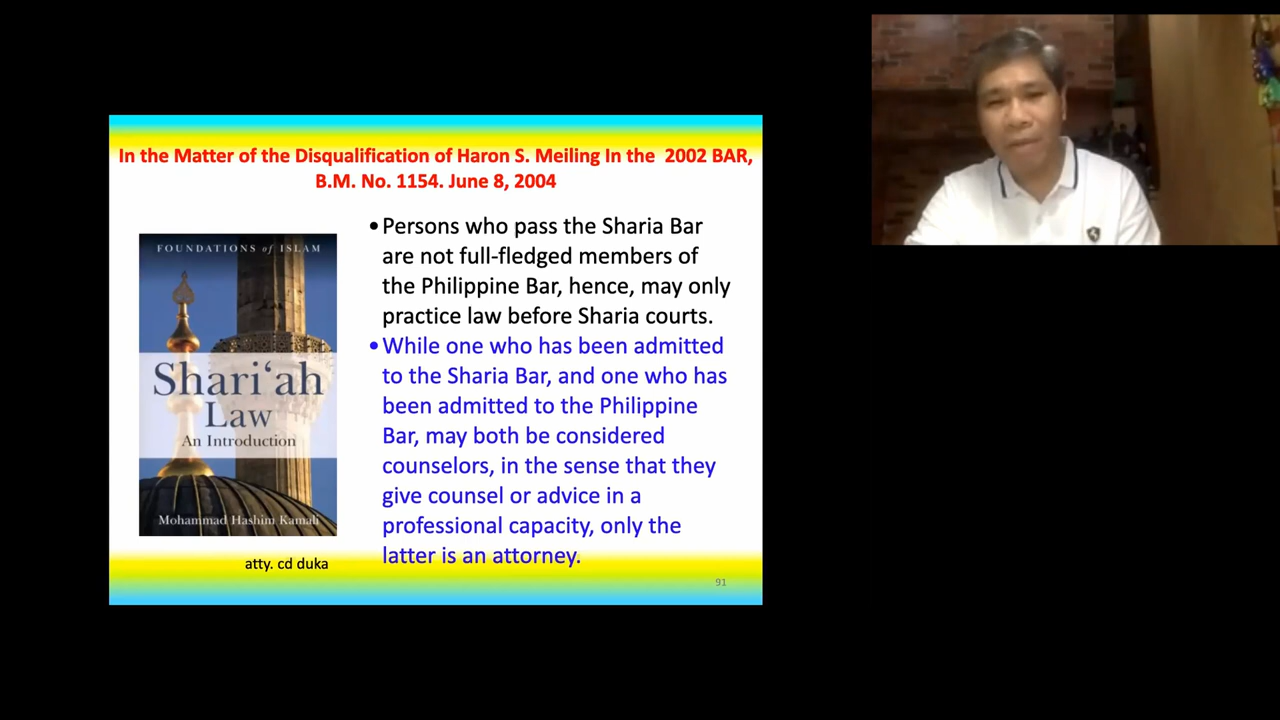 In the Matter of the Disqualification of Haron S. Meiling In the 2002 BAR,
B.M. No. 1154. June 8, 2004
FOUNDATIONS of ISLAM
Shari‘ah
Law
An Introduction
Mohammad Hashim Kamali
•Persons who pass the Sharia Bar
are not full-fledged members of
the Philippine Bar, hence, may only
practice law before Sharia courts.
•While one who has been admitted
to the Sharia Bar, and one who has
been admitted to the Philippine
Bar, may both be considered
counselors, in the sense that they
give counsel or advice in a
professional capacity, only the
latter is an attorney.
atty. cd duka
91